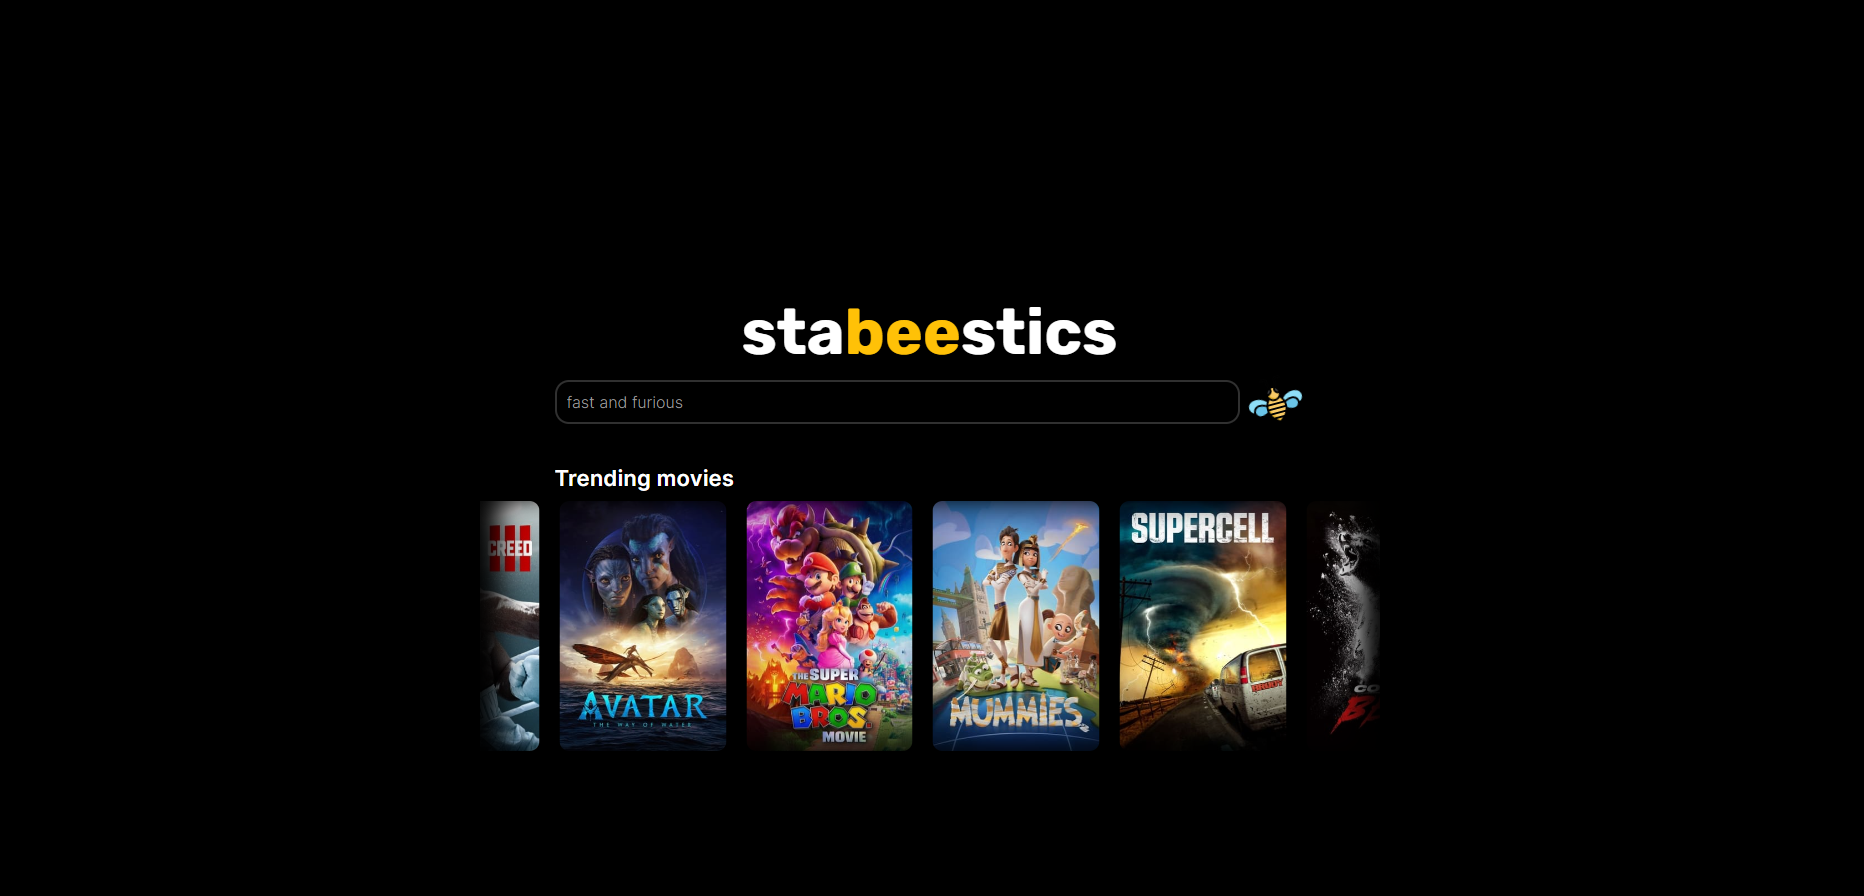 stabeestics
fast and furious
Trending movies
CREED
III
AVATAR
THE WAY OF WATER
THE SUPER
MARIO
BROS.
MOVIE
MUMMIES
SUPERCELL